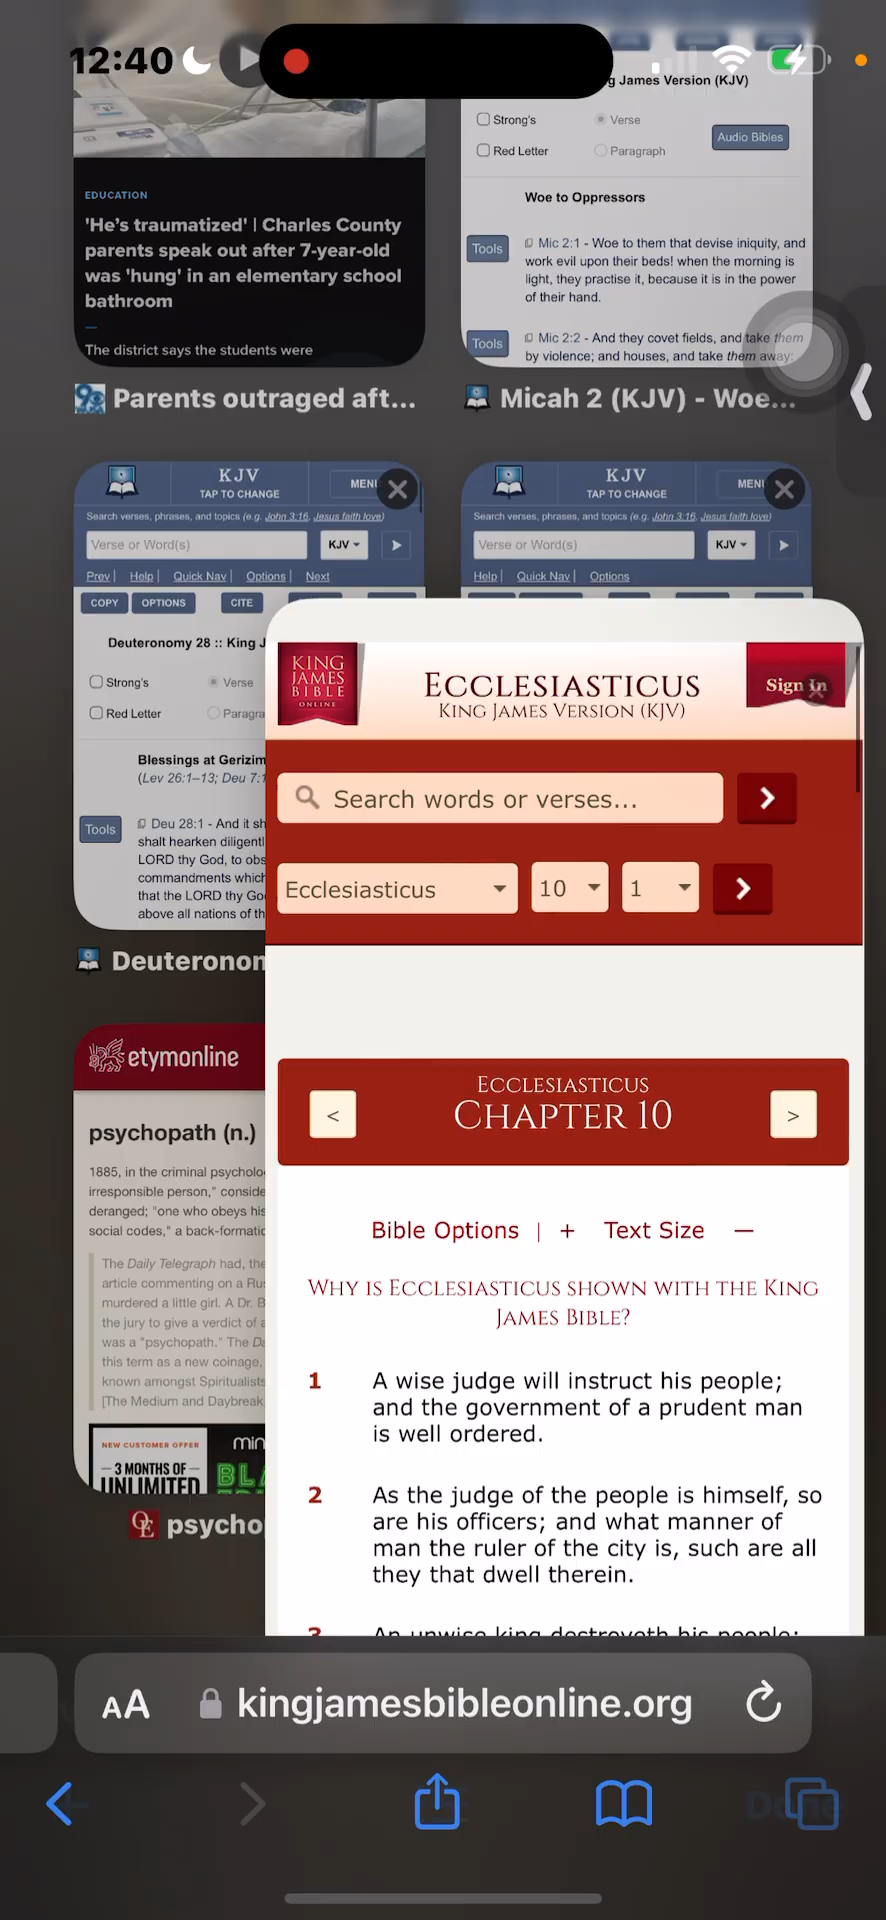 12:40
EDUCATION
'He's traumatized' | Charles County
parents speak out after 7-year-old
was 'hung' in an elementary school
bathroom
The district says the students were
Parents outraged aft...
g James Version (KJV)
Strong's
Verse
Audio Bibles
Red Letter
Paragraph
Woe to Oppressors
Tools
Mic 2:1 - Woe to them that devise iniquity, and
work evil upon their beds! when the morning is
light, they practise it, because it is in the power
of their hand.
Tools
Mic 2:2 - And they covet fields, and take them
by violence; and houses, and take them away:
Micah 2 (KJV) - Woe...
KJV
TAP TO CHANGE
MENU
Search verses, phrases, and topics (e.g. John 3:16, Jesus faith love)
Verse or Word(s)
KJV
Prev | Help | Quick Nav | Options | Next
COPY
OPTIONS
CITE
Deuteronomy 28 :: King J
Strong's
Verse
Red Letter
Paragra
Blessings at Gerizim
(Lev 26:1–13; Deu 7:1
Tools
Deu 28:1 - And it sh
shalt hearken diligentl
LORD thy God, to obs
commandments which
that the LORD thy Go
above all nations of th
Deuteronon
KJV
TAP TO CHANGE
MENU
Search verses, phrases, and topics (e.g. John 3:16, Jesus faith love)
Verse or Word(s)
KJV
Help | Quick Nav | Options
etymonline
psychopath (n.)
1885, in the criminal psycholo
irresponsible person," conside
deranged; "one who obeys his
social codes," a back-formatic
The Daily Telegraph had, the
article commenting on a Rus
murdered a little girl. A Dr. B
the jury to give a verdict of a
was a "psychopath." The Da
this term as a new coinage,
known amongst Spiritualists
[The Medium and Daybreak
NEW CUSTOMER OFFER
3 MONTHS OF
UNLIMITED
min
BLA
psycho
KING
JAMES
BIBLE
ONLINE
Ecclesiasticus
King James Version (KJV)
Sign In
Search words or verses...
Ecclesiasticus
10
1
Ecclesiasticus
Chapter 10
<
>
Bible Options | + Text Size —
Why is Ecclesiasticus shown with the King
James Bible?
1 A wise judge will instruct his people;
and the government of a prudent man
is well ordered.
2 As the judge of the people is himself, so
are his officers; and what manner of
man the ruler of the city is, such are all
they that dwell therein.
3 An unwise king destroyeth his people;
AA
kingjamesbibleonline.org
Done